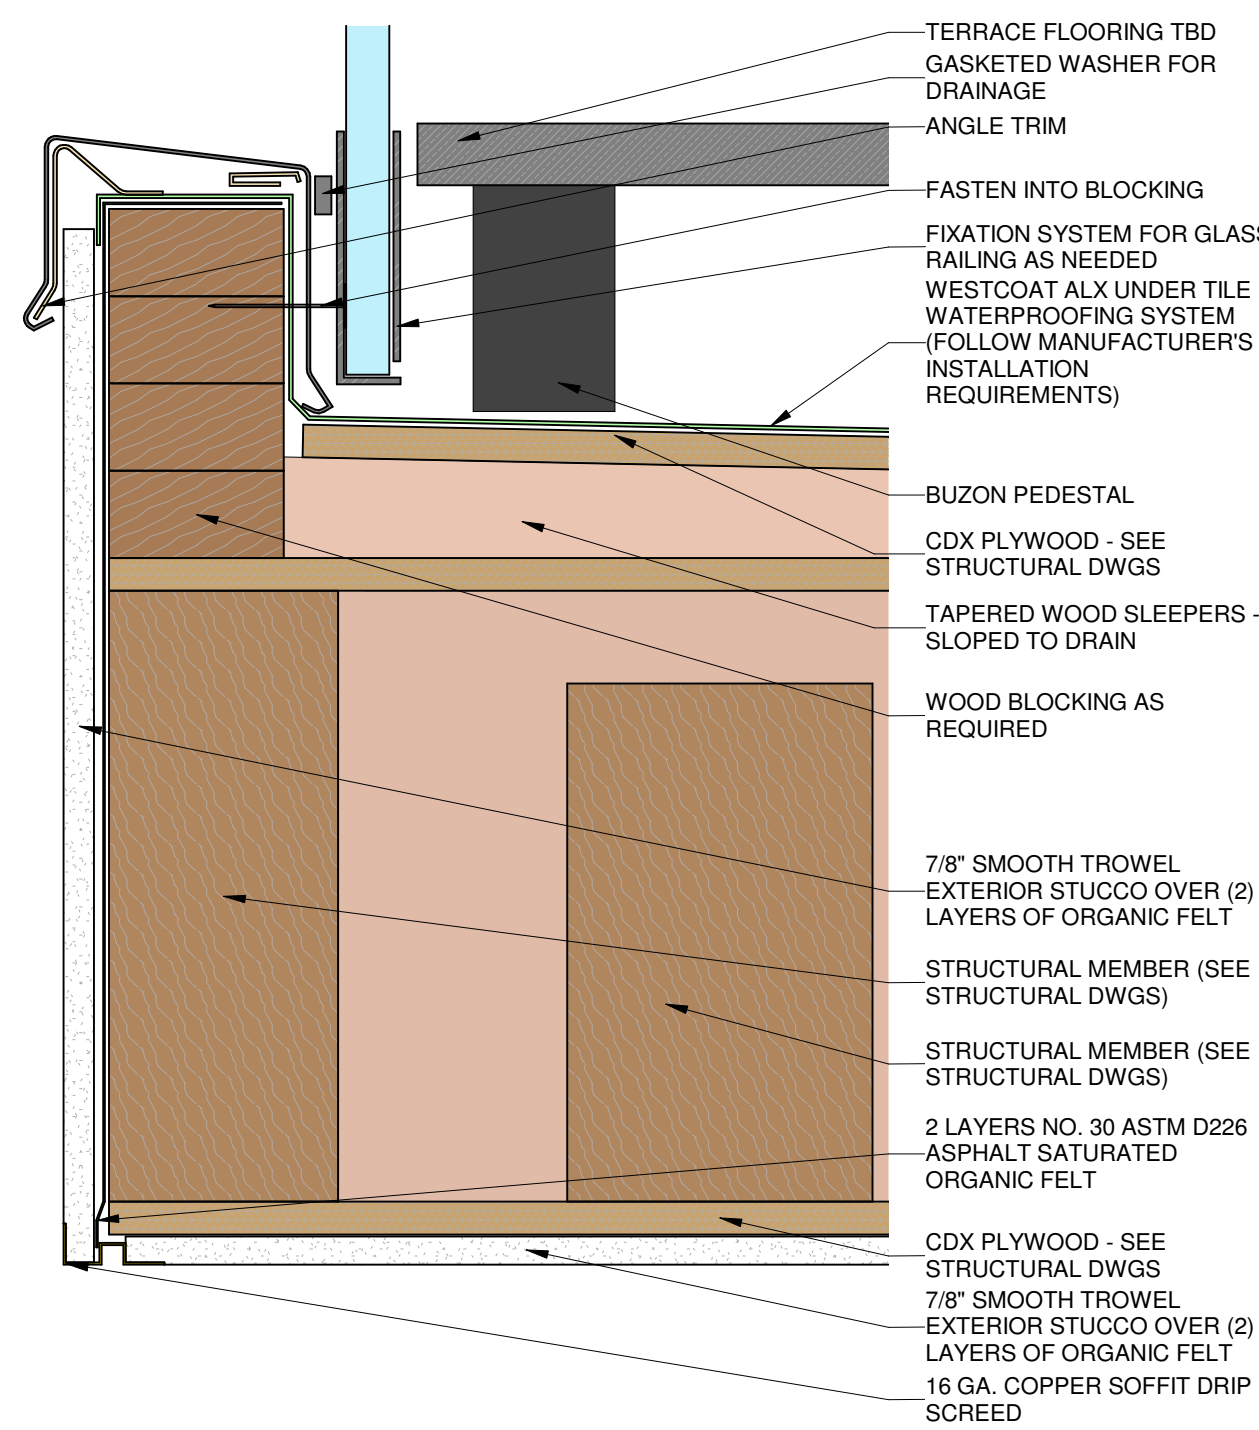 TERRACE FLOORING TBD
GASKETED WASHER FOR
DRAINAGE
ANGLE TRIM
FASTEN INTO BLOCKING
FIXATION SYSTEM FOR GLASS
RAILING AS NEEDED
WESTCOAT ALX UNDER TILE
WATERPROOFING SYSTEM
(FOLLOW MANUFACTURER'S
INSTALLATION
REQUIREMENTS)
BUZON PEDESTAL
CDX PLYWOOD - SEE
STRUCTURAL DWGS
TAPERED WOOD SLEEPERS -
SLOPED TO DRAIN
WOOD BLOCKING AS
REQUIRED
7/8" SMOOTH TROWEL
EXTERIOR STUCCO OVER (2)
LAYERS OF ORGANIC FELT
STRUCTURAL MEMBER (SEE
STRUCTURAL DWGS)
STRUCTURAL MEMBER (SEE
STRUCTURAL DWGS)
2 LAYERS NO. 30 ASTM D226
ASPHALT SATURATED
ORGANIC FELT
CDX PLYWOOD - SEE
STRUCTURAL DWGS
7/8" SMOOTH TROWEL
EXTERIOR STUCCO OVER (2)
LAYERS OF ORGANIC FELT
16 GA. COPPER SOFFIT DRIP
SCREED